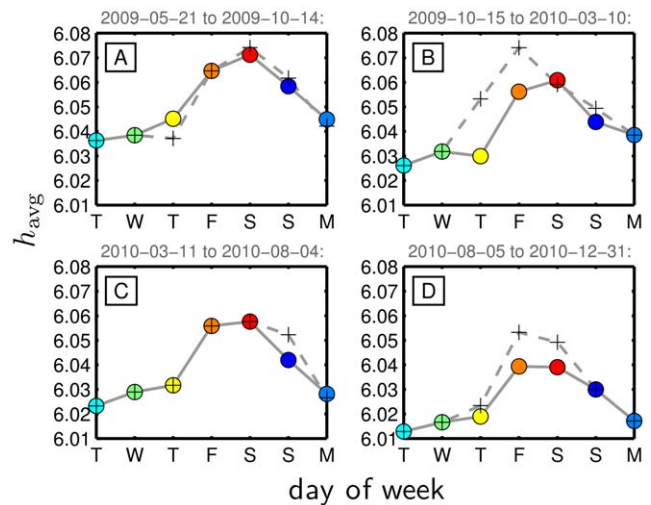 2009-05-21 to 2009-10-14:
2009-10-15 to 2010-03-10:
A
6.08
6.07
6.06
6.05
6.04
6.03
6.02
6.01
T W T F S S M
B
6.08
6.07
6.06
6.05
6.04
6.03
6.02
6.01
T W T F S S M
h_avg
2010-03-11 to 2010-08-04:
2010-08-05 to 2010-12-31:
C
6.08
6.07
6.06
6.05
6.04
6.03
6.02
6.01
T W T F S S M
D
6.08
6.07
6.06
6.05
6.04
6.03
6.02
6.01
T W T F S S M
day of week